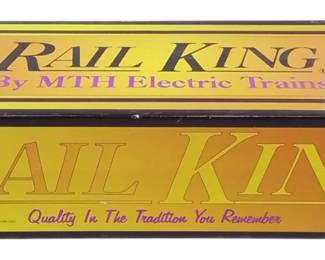 RAIL KING
By MTH Electric Trains
AIL KIN
Quality In The Tradition You Remember